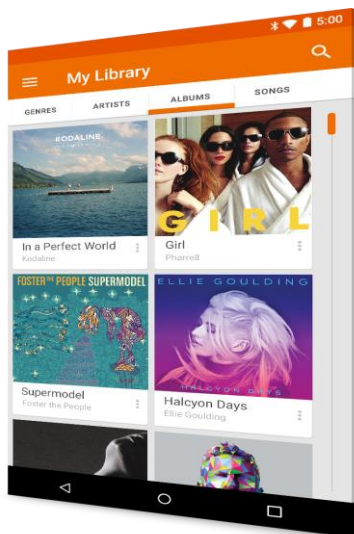 5:00
My Library
GENRES ARTISTS ALBUMS SONGS
KODALINE
GIRL
In a Perfect World
Kodaline
Girl
Pharrell
FOSTER THE PEOPLE SUPERMODEL
ELLIE GOULDING
HALCYON DAYS
Supermodel
Foster the People
Halcyon Days
Ellie Goulding